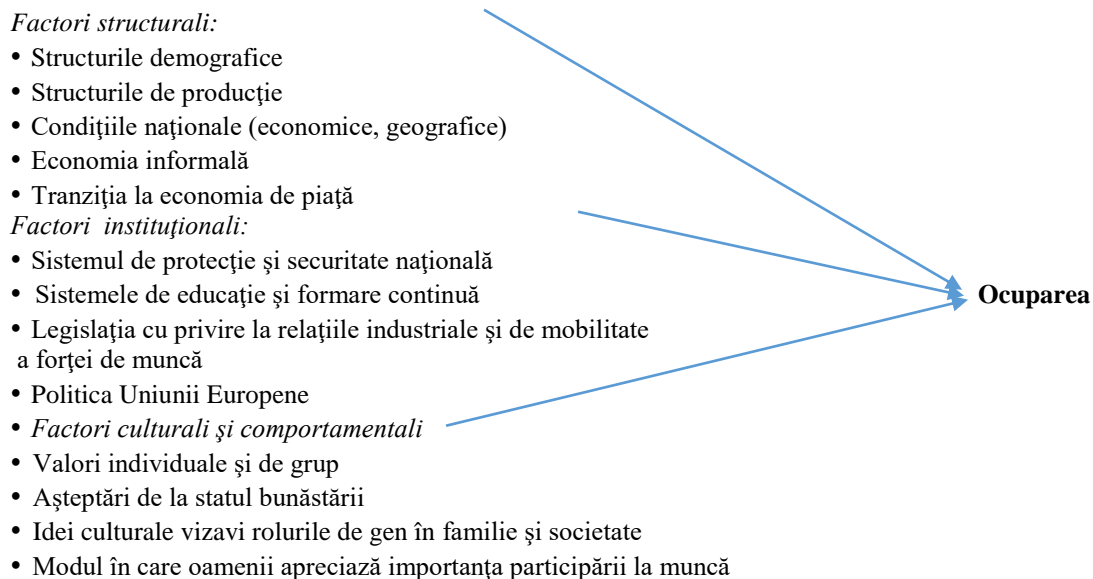 Factori structurali:
• Structurile demografice
• Structurile de producţie
• Condiţiile naţionale (economice, geografice)
• Economia informală
• Tranziţia la economia de piaţă
Factori instituţionali:
• Sistemul de protecţie şi securitate naţională
• Sistemele de educaţie şi formare continuă
• Legislaţia cu privire la relaţiile industriale şi de mobilitate
a forţei de muncă
• Politica Uniunii Europene
• Factori culturali şi comportamentali
• Valori individuale şi de grup
• Aşteptări de la statul bunăstării
• Idei culturale vizavi rolurile de gen în familie şi societate
• Modul în care oamenii apreciază importanţa participării la muncă
Ocuparea